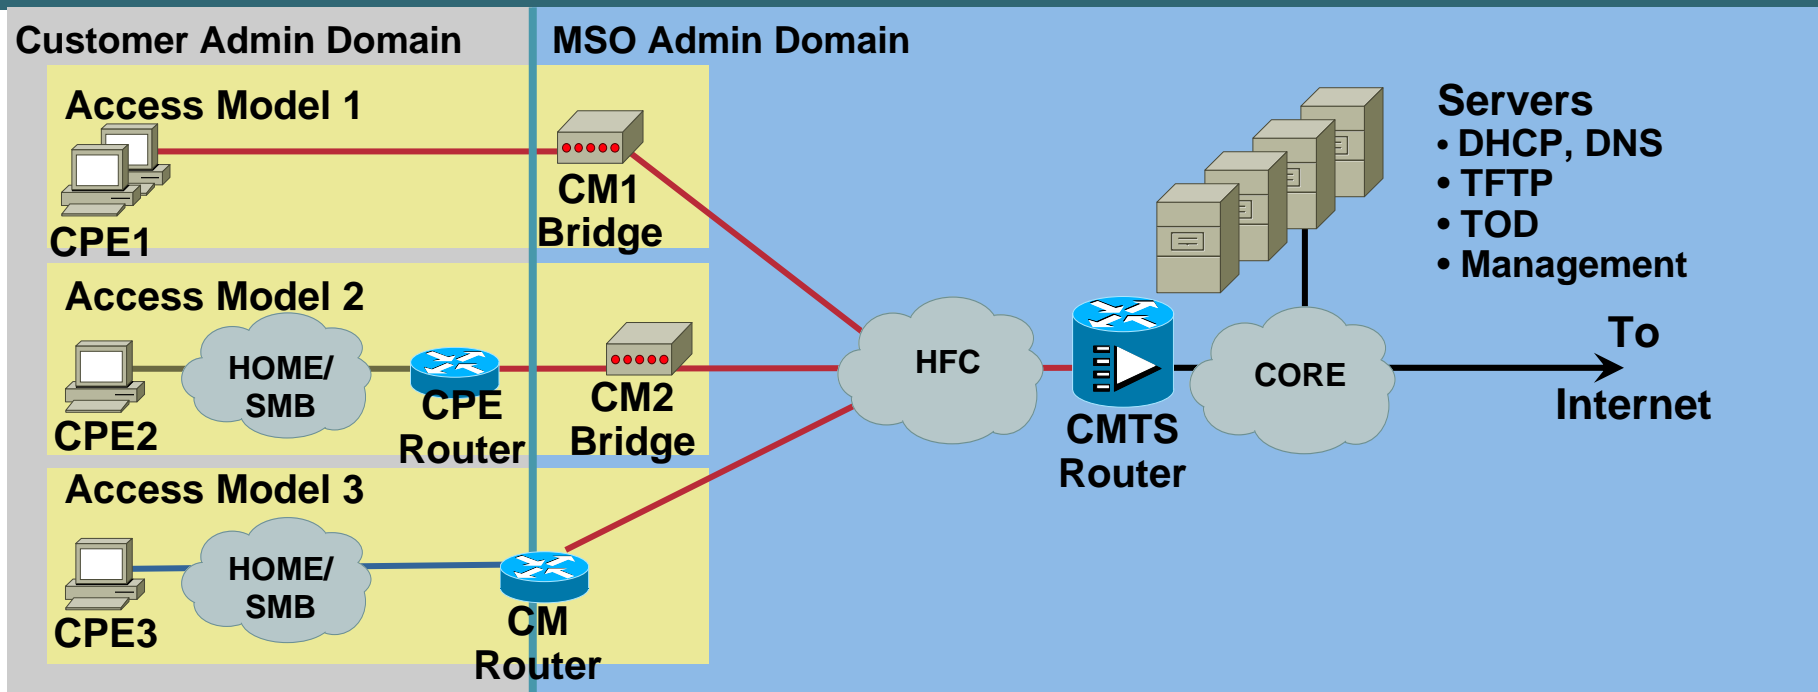 Customer Admin Domain
MSO Admin Domain
Access Model 1
CPE1
CM1
Bridge
Access Model 2
HOME/
SMB
CPE2
CPE
Router
CM2
Bridge
Access Model 3
HOME/
SMB
CPE3
CM
Router
HFC
CMTS
Router
CORE
Servers
• DHCP, DNS
• TFTP
• TOD
• Management
To
Internet